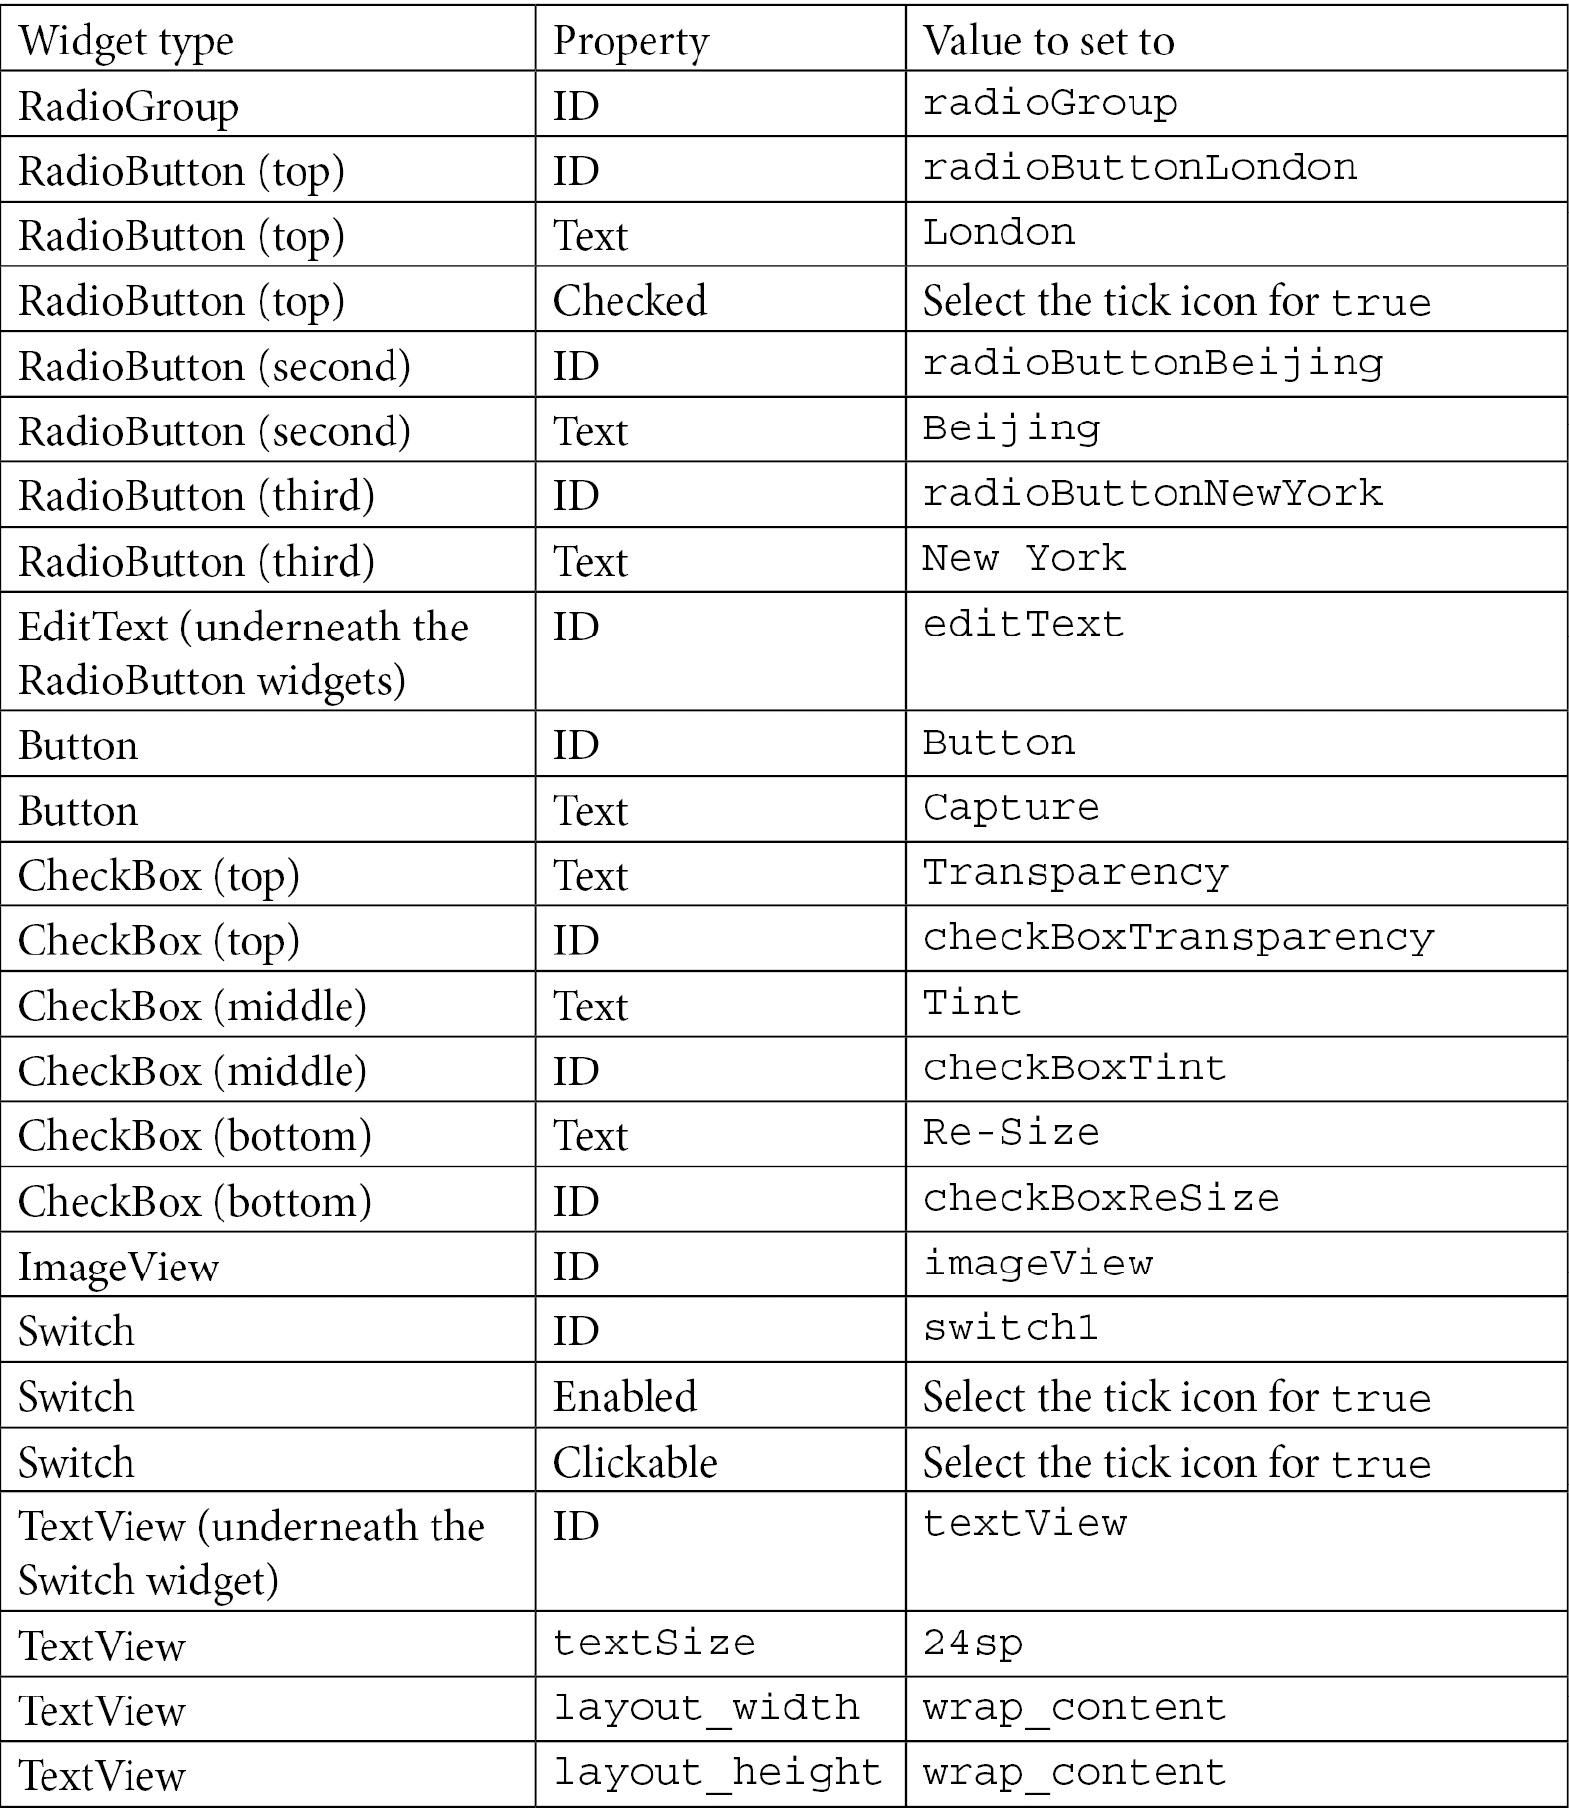 Widget type Property Value to set to
RadioGroup ID radioGroup
RadioButton (top) ID radioButtonLondon
RadioButton (top) Text London
RadioButton (top) Checked Select the tick icon for true
RadioButton (second) ID radioButtonBeijing
RadioButton (second) Text Beijing
RadioButton (third) ID radioButtonNewYork
RadioButton (third) Text New York
EditText (underneath the ID editText
RadioButton widgets)
Button ID Button
Button Text Capture
CheckBox (top) Text Transparency
CheckBox (top) ID checkBoxTransparency
CheckBox (middle) Text Tint
CheckBox (middle) ID checkBoxTint
CheckBox (bottom) Text Re-Size
CheckBox (bottom) ID checkBoxReSize
ImageView ID imageView
Switch ID switch1
Switch Enabled Select the tick icon for true
Switch Clickable Select the tick icon for true
TextView (underneath the ID textView
Switch widget)
TextView textSize 24sp
TextView layout_width wrap_content
TextView layout_height wrap_content